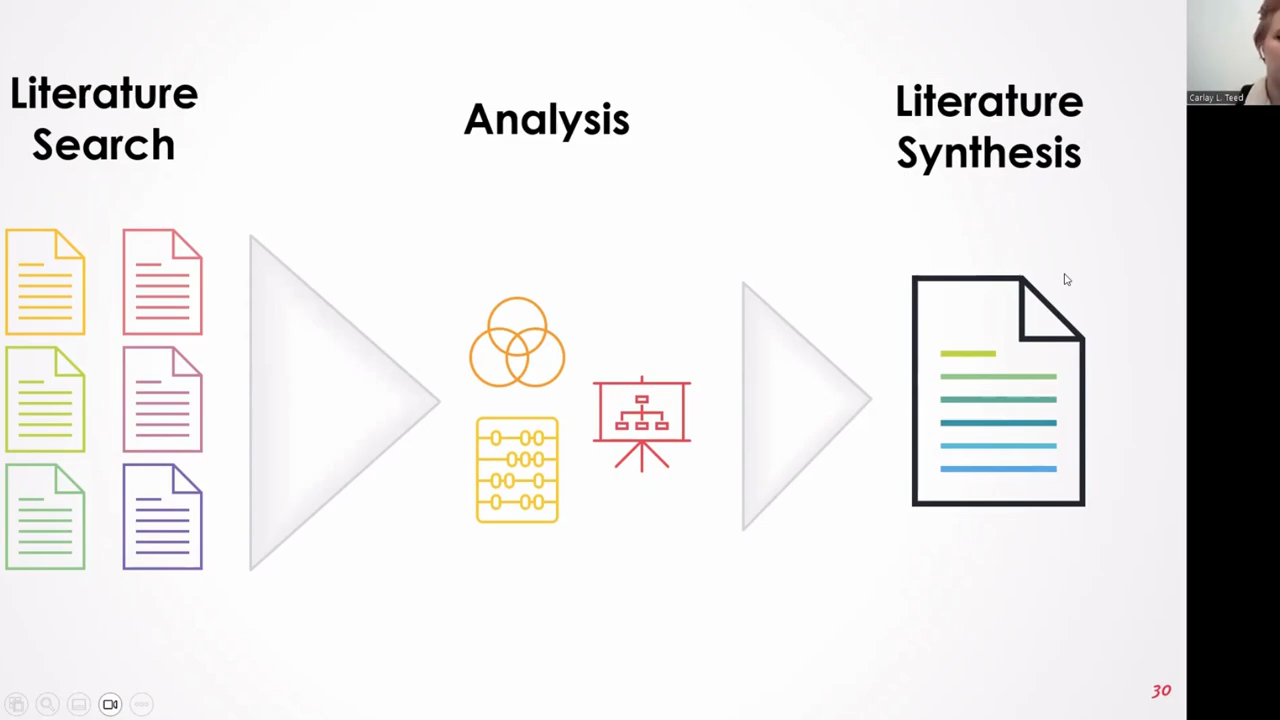 Literature
Search
Analysis
Literature
Synthesis
Carlay L. Teed
30